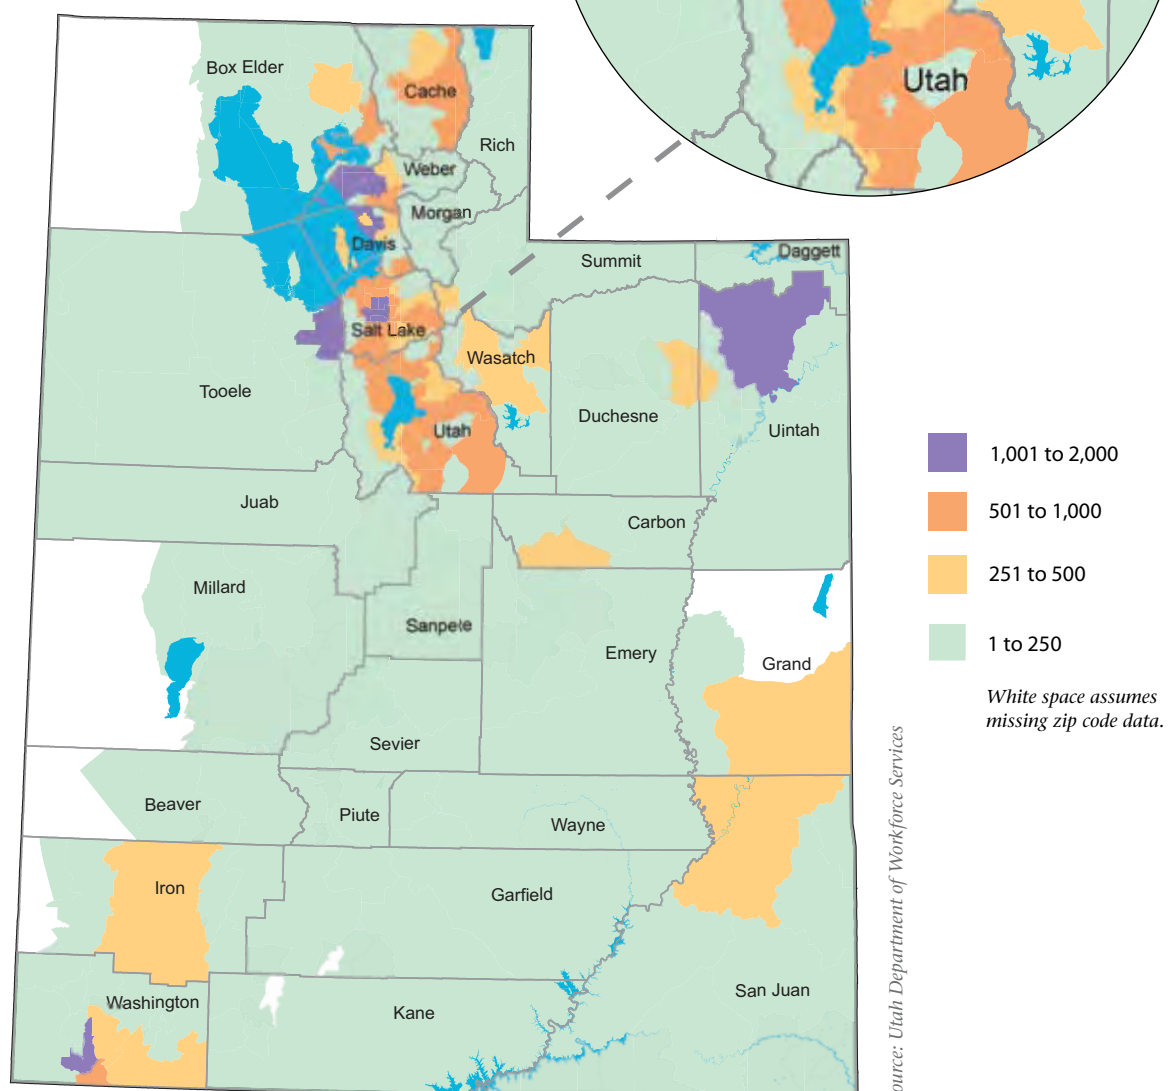 Utah
Box Elder
Cache
Rich
Weber
Morgan
Davis
Summit
Daggett
Salt Lake
Wasatch
Tooele
Duchesne
Utah
Uintah
Juab
Carbon
Millard
Sanpete
Emery
Grand
Sevier
Beaver
Piute
Wayne
Iron
Garfield
Washington
Kane
San Juan
1,001 to 2,000
501 to 1,000
251 to 500
1 to 250
White space assumes
missing zip code data.
ource: Utah Department of Workforce Services